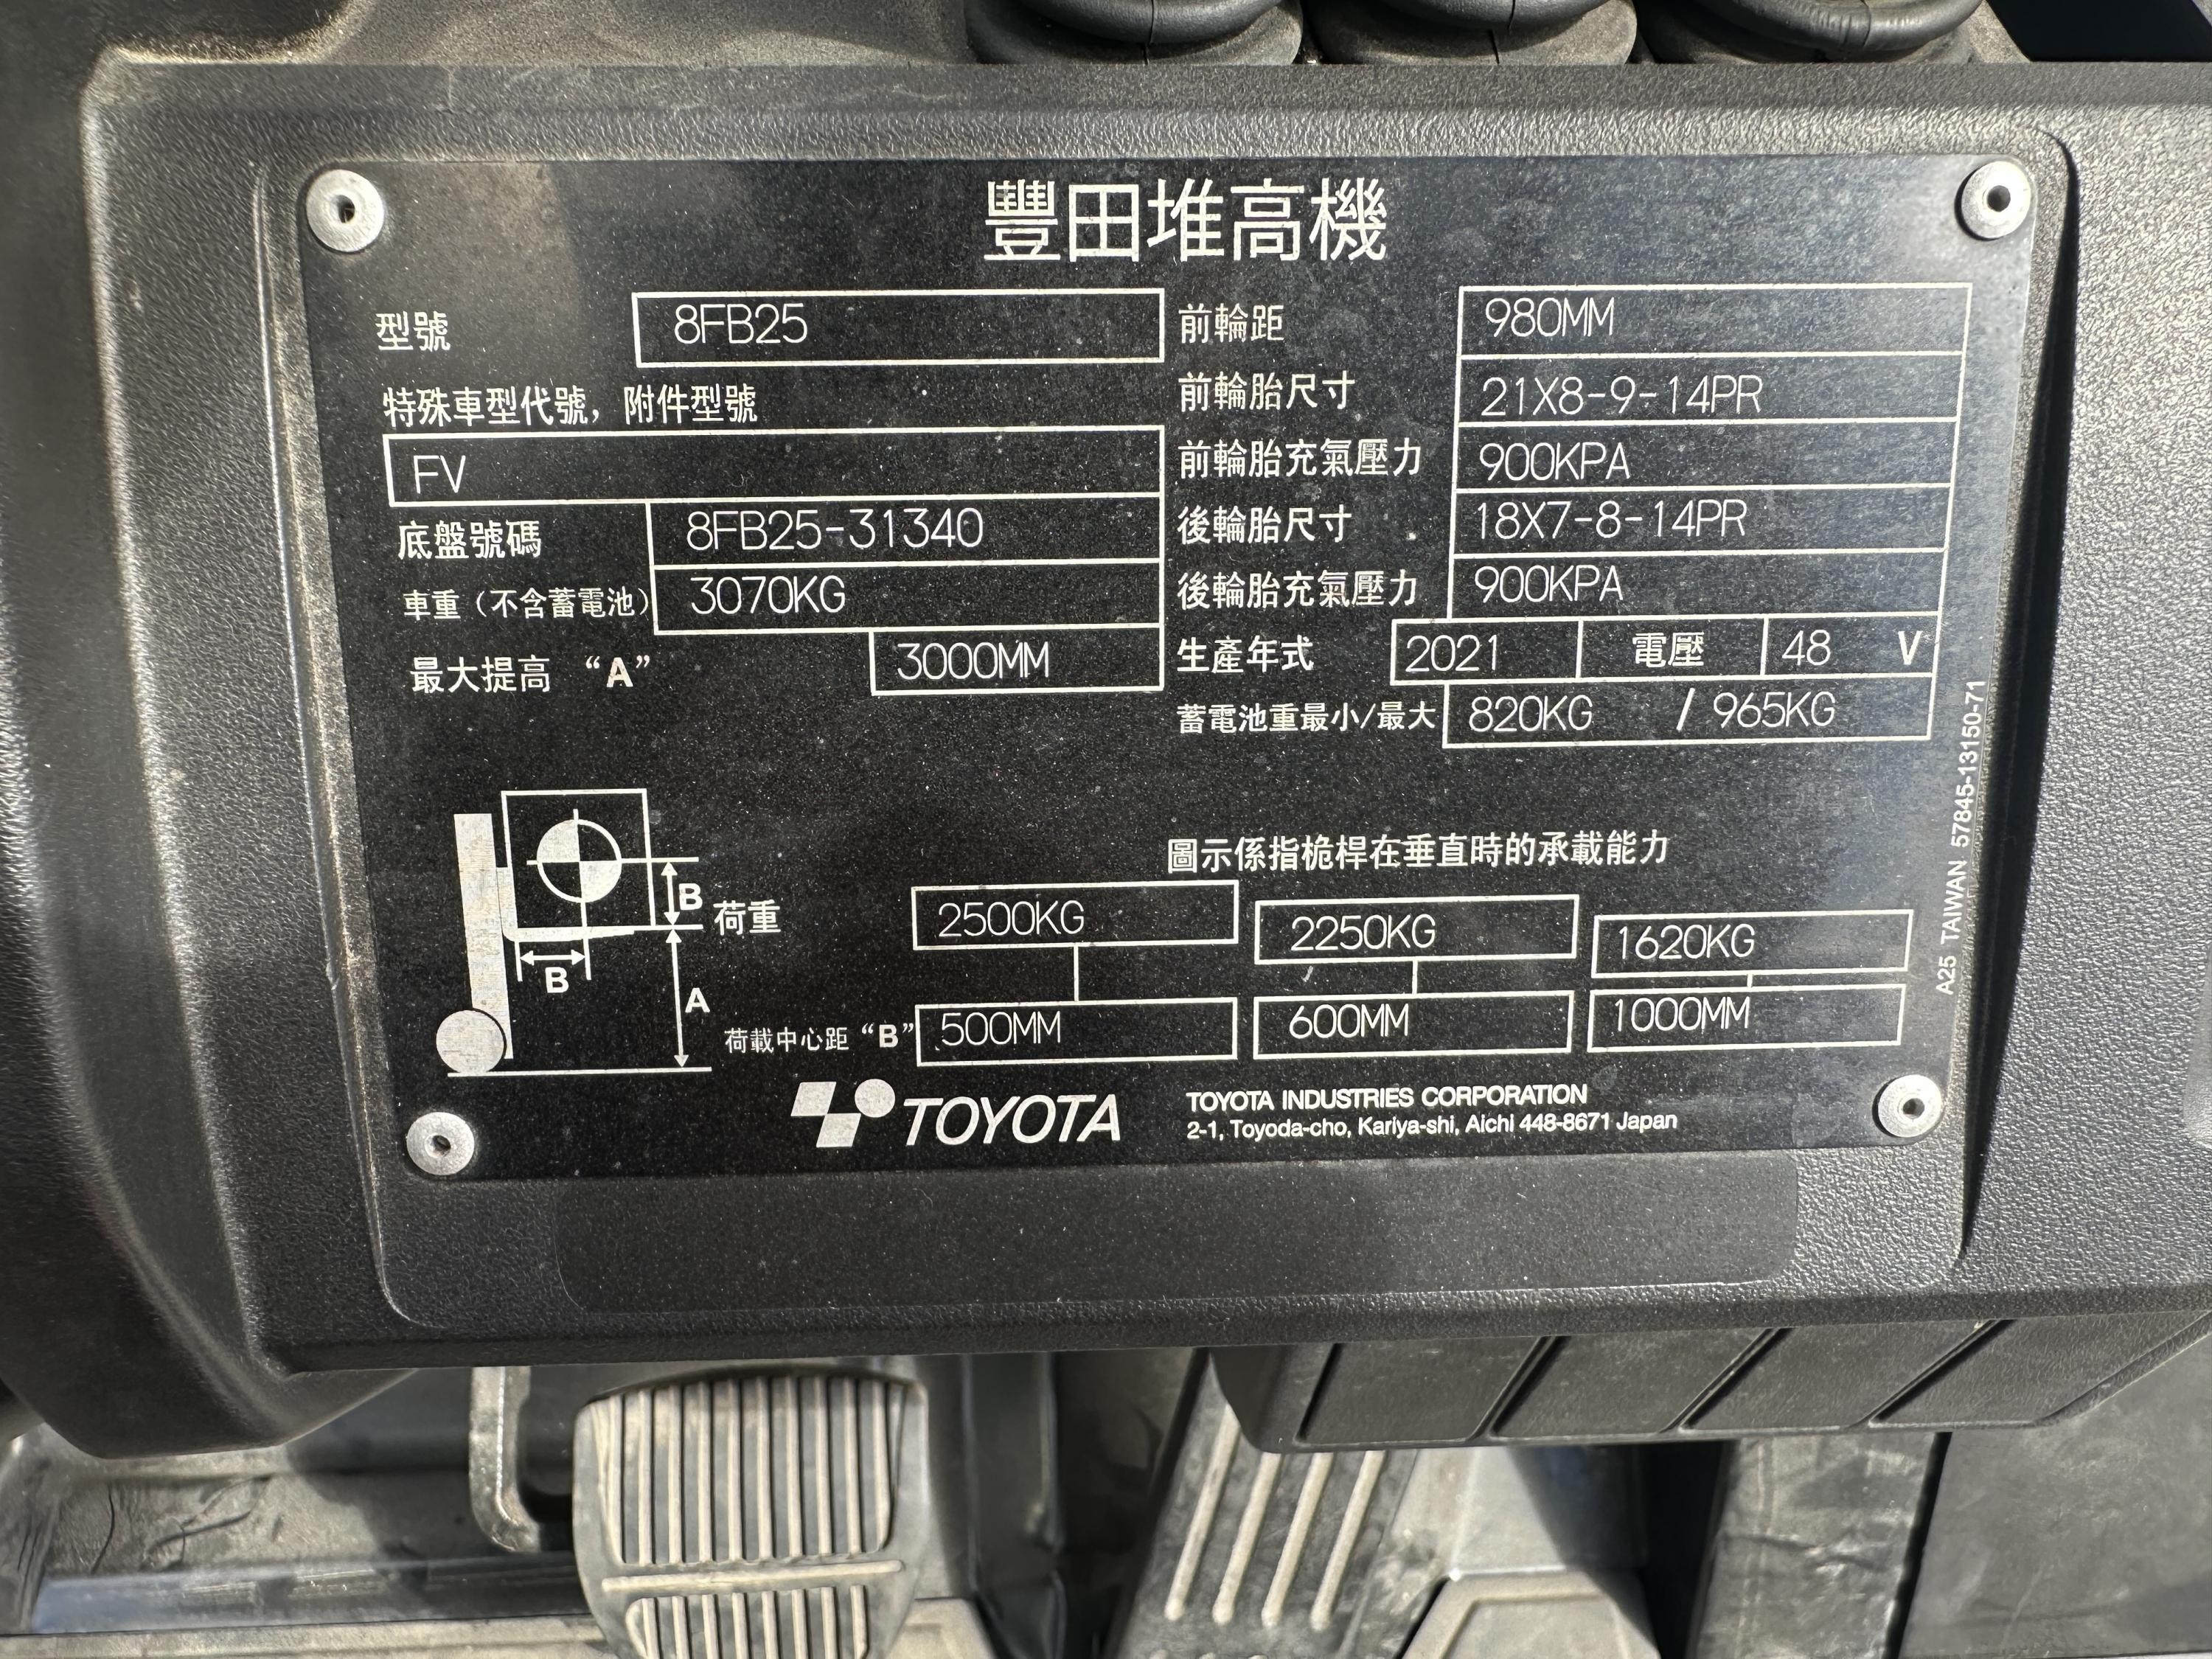 豐田堆高機
型號 8FB25
特殊車型代號，附件型號
FV
底盤號碼 8FB25-31340
車重（不含蓄電池） 3070KG
最大提高 “A” 3000MM
前輪距 980MM
前輪胎尺寸 21X8-9-14PR
前輪胎充氣壓力 900KPA
後輪胎尺寸 18X7-8-14PR
後輪胎充氣壓力 900KPA
生產年式 2021 電壓 48 V
蓄電池重最小/最大 820KG / 965KG
圖示係指桅桿在垂直時的承載能力
B 荷重 2500KG 2250KG 1620KG
B
A
荷載中心距 “B” 500MM 600MM 1000MM
TOYOTA
TOYOTA INDUSTRIES CORPORATION
2-1, Toyoda-cho, Kariya-shi, Aichi 448-8671 Japan
A25 TAIWAN 57845-13150-71